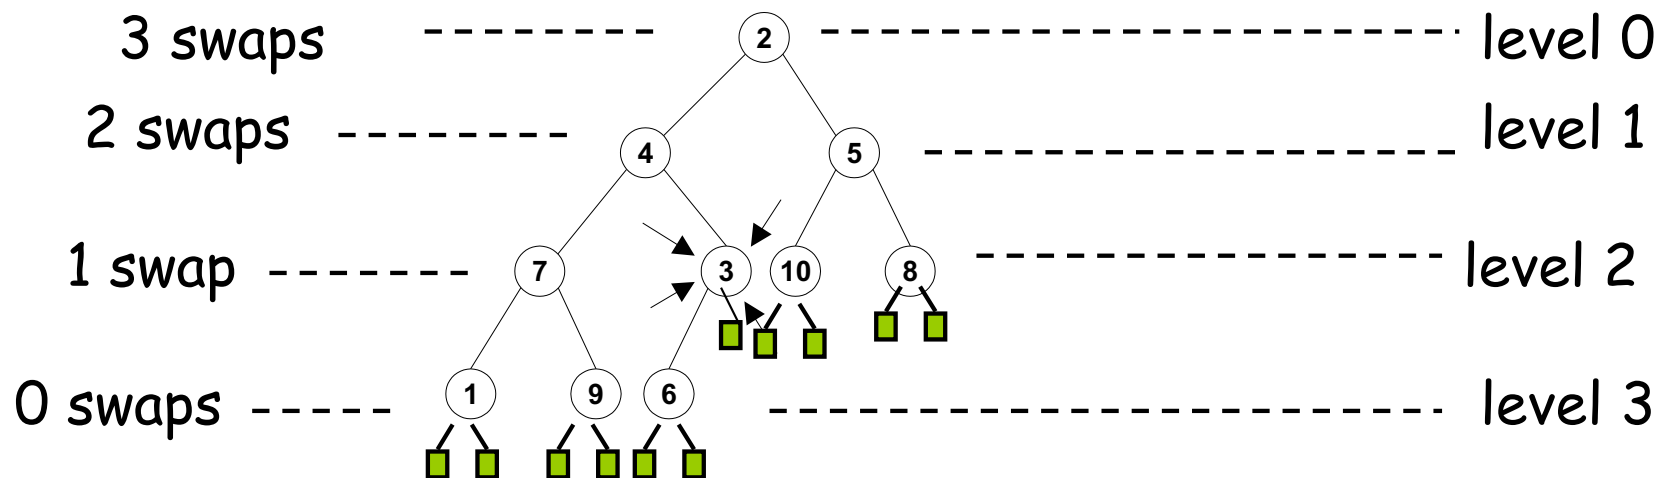 3 swaps 2 level 0
2 swaps 4 5 level 1
1 swap 7 3 10 8 level 2
0 swaps 1 9 6 level 3